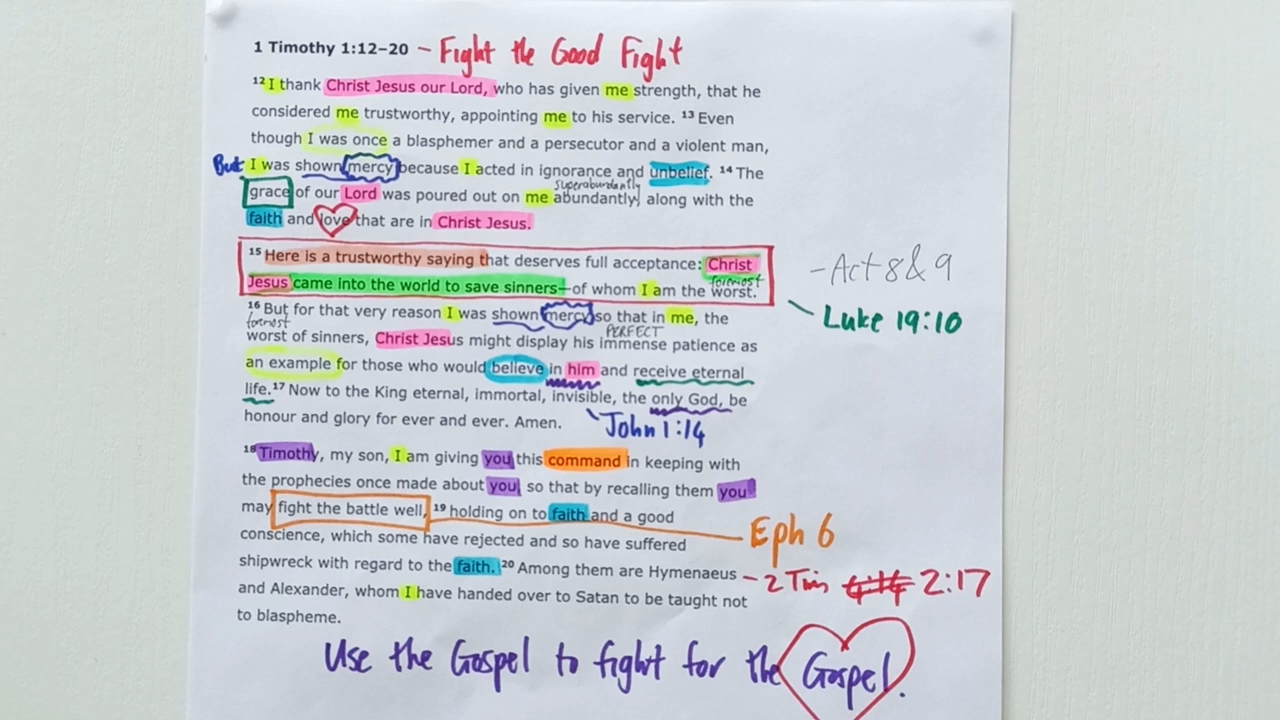 1 Timothy 1:12–20 – Fight the Good Fight
12 I thank Christ Jesus our Lord, who has given me strength, that he
considered me trustworthy, appointing me to his service. 13 Even
though I was once a blasphemer and a persecutor and a violent man,
But I was shown mercy because I acted in ignorance and unbelief. 14 The
superabundantly
grace of our Lord was poured out on me abundantly, along with the
faith and love that are in Christ Jesus.
15 Here is a trustworthy saying that deserves full acceptance: Christ
- Act 8 & 9
foremost
Jesus came into the world to save sinners—of whom I am the worst.
16 But for that very reason I was shown mercy so that in me, the
Luke 19:10
foremost
PERFECT
worst of sinners, Christ Jesus might display his immense patience as
an example for those who would believe in him and receive eternal
life. 17 Now to the King eternal, immortal, invisible, the only God, be
honour and glory for ever and ever. Amen.
John 1:14
18 Timothy, my son, I am giving you this command in keeping with
the prophecies once made about you, so that by recalling them you
may fight the battle well, 19 holding on to faith and a good
Eph 6
conscience, which some have rejected and so have suffered
shipwreck with regard to the faith. 20 Among them are Hymenaeus
– 2 Tim 4:14 2:17
and Alexander, whom I have handed over to Satan to be taught not
to blaspheme.
Use the Gospel to fight for the Gospel.